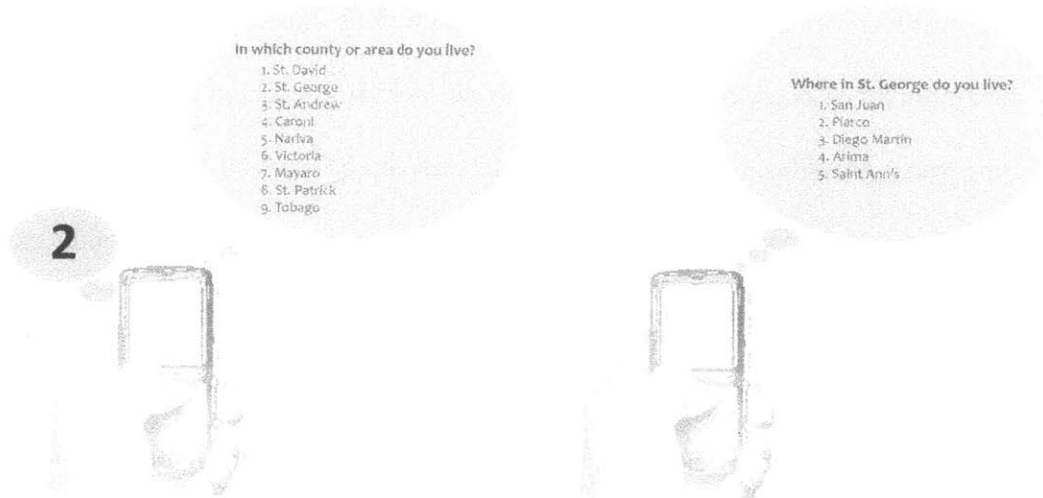 In which county or area do you live?
1. St. David
2. St. George
3. St. Andrew
4. Caroni
5. Nariva
6. Victoria
7. Mayaro
8. St. Patrick
9. Tobago
2
Where in St. George do you live?
1. San Juan
2. Piarco
3. Diego Martin
4. Arima
5. Saint Ann's